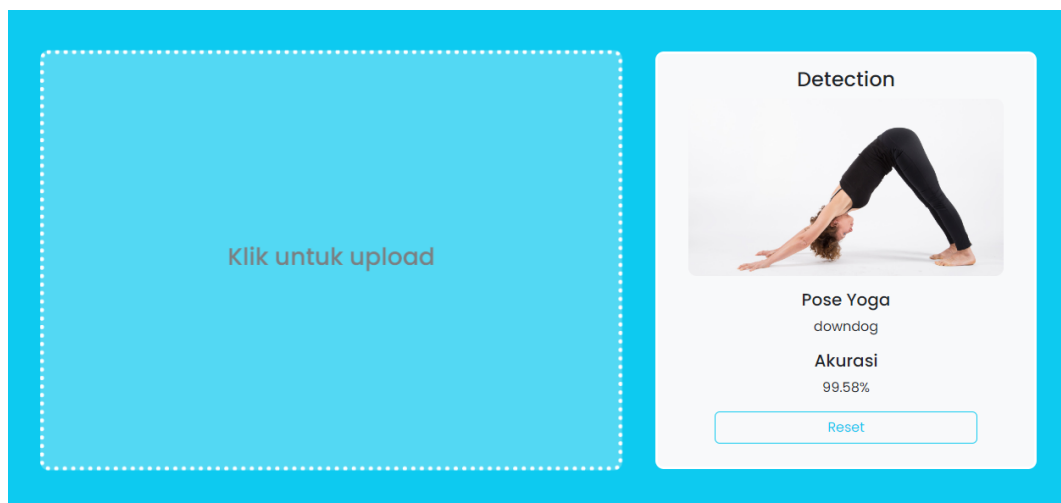 Klik untuk upload
Detection
Pose Yoga
downdog
Akurasi
99.58%
Reset